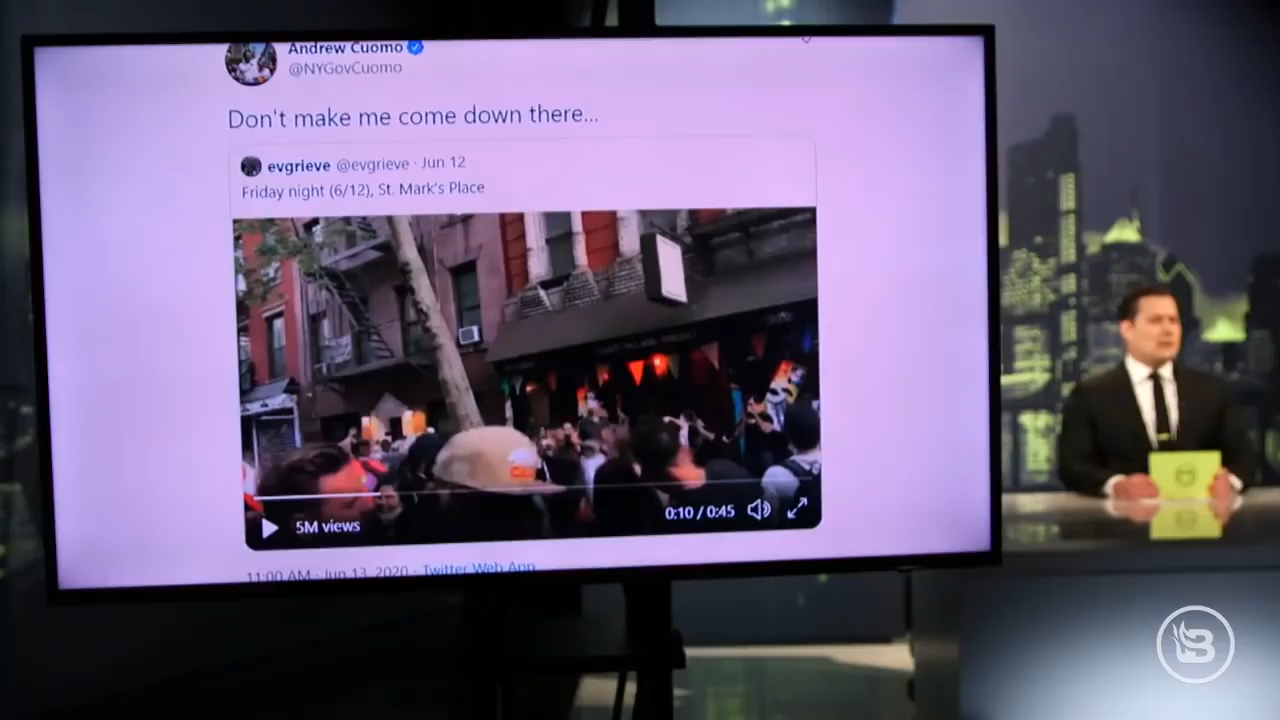 Andrew Cuomo
@NYGovCuomo
Don't make me come down there...
evgrieve @evgrieve · Jun 12
Friday night (6/12), St. Mark's Place
5M views
0:10 / 0:45
11:00 AM · Jun 13, 2020 · Twitter Web App
B